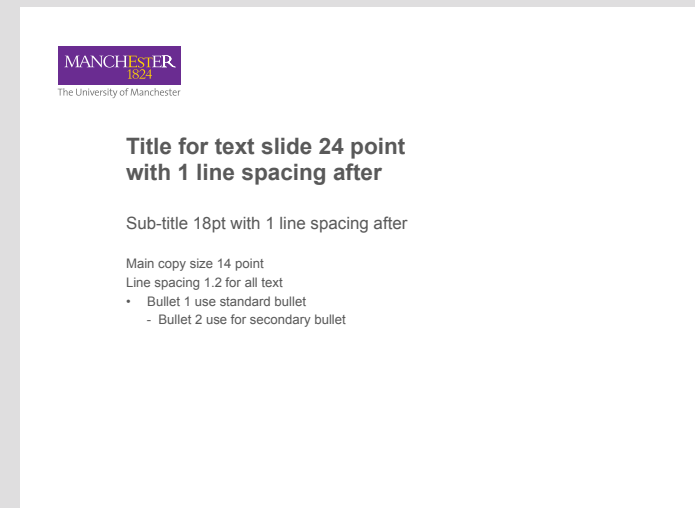 MANCHESTER
1824
The University of Manchester
Title for text slide 24 point
with 1 line spacing after
Sub-title 18pt with 1 line spacing after
Main copy size 14 point
Line spacing 1.2 for all text
• Bullet 1 use standard bullet
- Bullet 2 use for secondary bullet